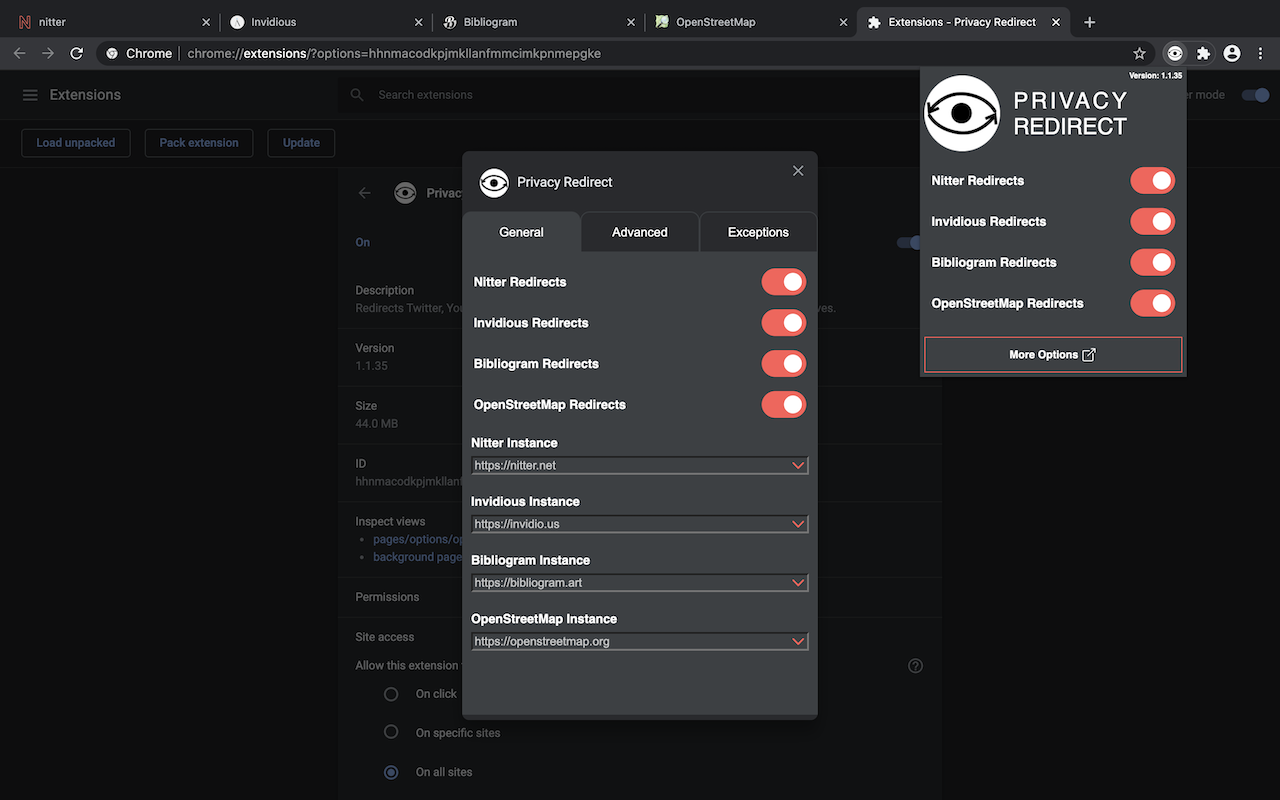 nitter
Invidious
Bibliogram
OpenStreetMap
Extensions - Privacy Redirect
Chrome
chrome://extensions/?options=hhnmacodkpjmkllanfmmcimkpnmepgke
Version: 1.1.35
PRIVACY
REDIRECT
Nitter Redirects
Invidious Redirects
Bibliogram Redirects
OpenStreetMap Redirects
More Options
Extensions
Search extensions
mode
Load unpacked
Pack extension
Update
Privacy Redirect
General
Advanced
Exceptions
Nitter Redirects
Invidious Redirects
Bibliogram Redirects
OpenStreetMap Redirects
Nitter Instance
https://nitter.net
Invidious Instance
https://invidio.us
Bibliogram Instance
https://bibliogram.art
OpenStreetMap Instance
https://openstreetmap.org
On
Description
Redirects Twitter,
Version
1.1.35
Size
44.0 MB
ID
hhnmacodkpjmkllanf
Inspect views
pages/options/op
background page
Permissions
Site access
Allow this extension
On click
On specific sites
On all sites